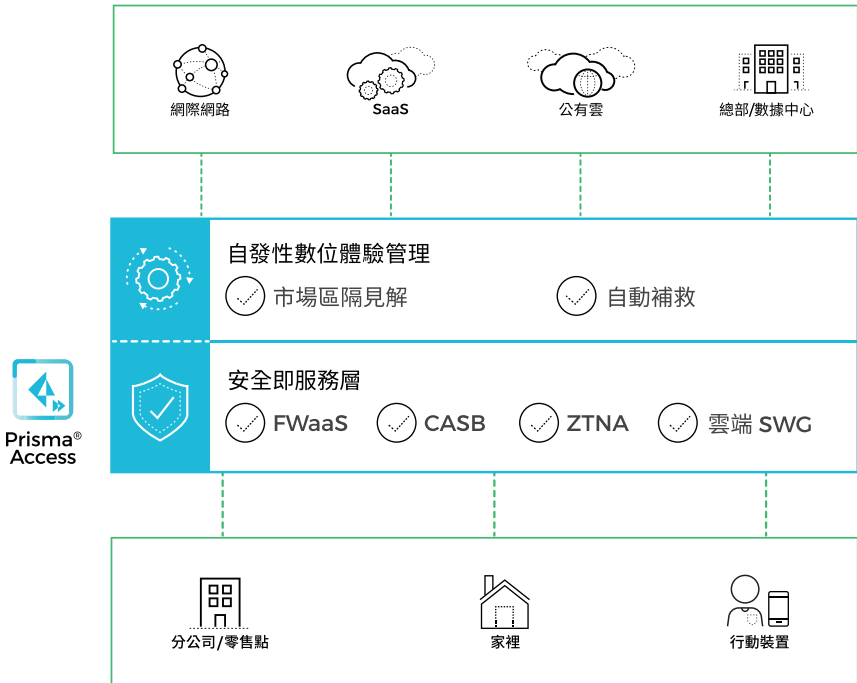 網際網路
SaaS
公有雲
總部/數據中心
自發性數位體驗管理
市場區隔見解
自動補救
安全即服務層
FWaaS
CASB
ZTNA
雲端 SWG
Prisma®
Access
分公司/零售點
家裡
行動裝置